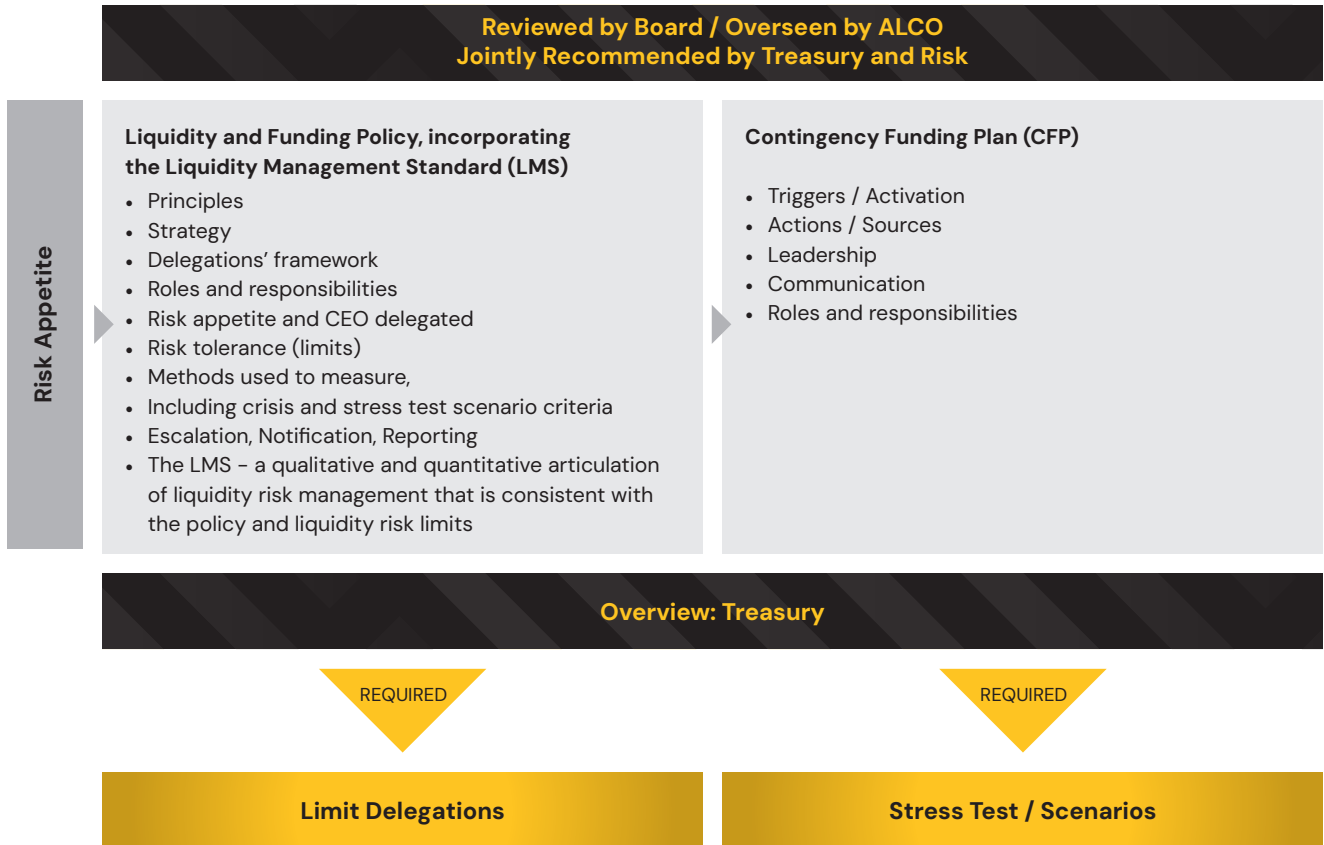 Reviewed by Board / Overseen by ALCO
Jointly Recommended by Treasury and Risk
Risk Appetite
Liquidity and Funding Policy, incorporating
the Liquidity Management Standard (LMS)
• Principles
• Strategy
• Delegations’ framework
• Roles and responsibilities
• Risk appetite and CEO delegated
• Risk tolerance (limits)
• Methods used to measure,
• Including crisis and stress test scenario criteria
• Escalation, Notification, Reporting
• The LMS - a qualitative and quantitative articulation
of liquidity risk management that is consistent with
the policy and liquidity risk limits
Contingency Funding Plan (CFP)
• Triggers / Activation
• Actions / Sources
• Leadership
• Communication
• Roles and responsibilities
Overview: Treasury
REQUIRED
REQUIRED
Limit Delegations
Stress Test / Scenarios